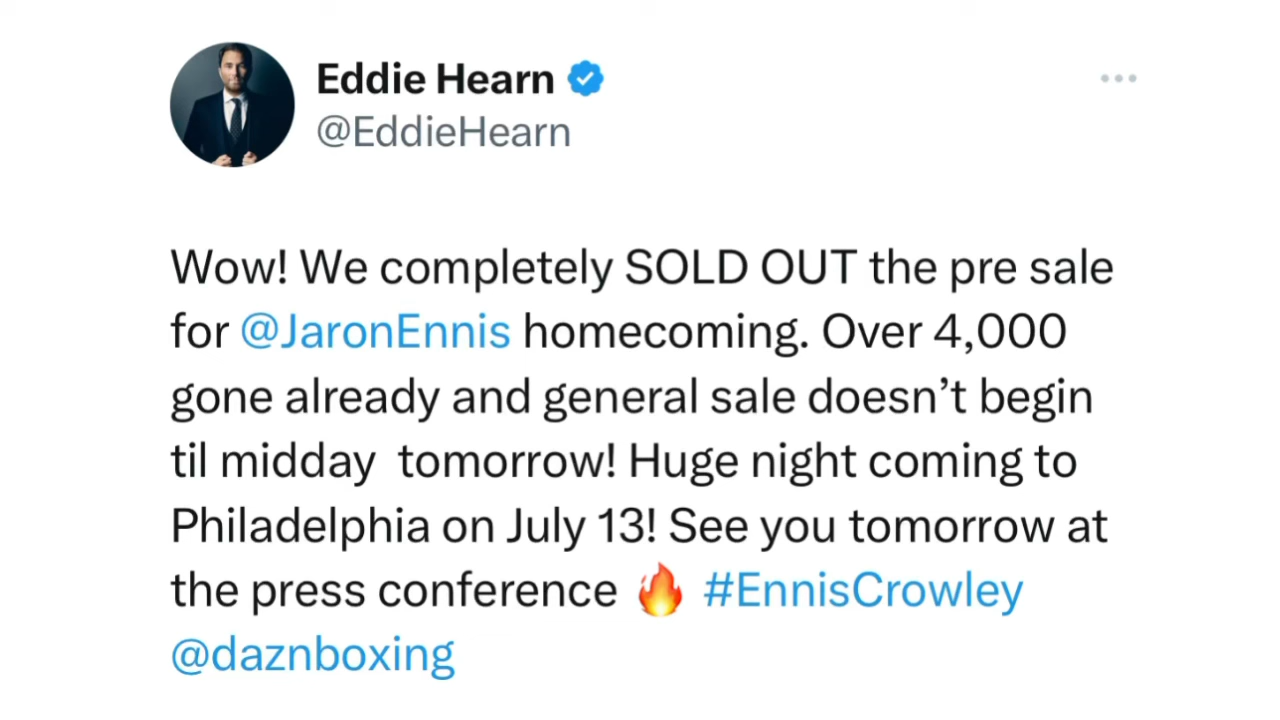 Eddie Hearn
@EddieHearn
Wow! We completely SOLD OUT the pre sale
for @JaronEnnis homecoming. Over 4,000
gone already and general sale doesn’t begin
til midday  tomorrow! Huge night coming to
Philadelphia on July 13! See you tomorrow at
the press conference 🔥 #EnnisCrowley
@daznboxing